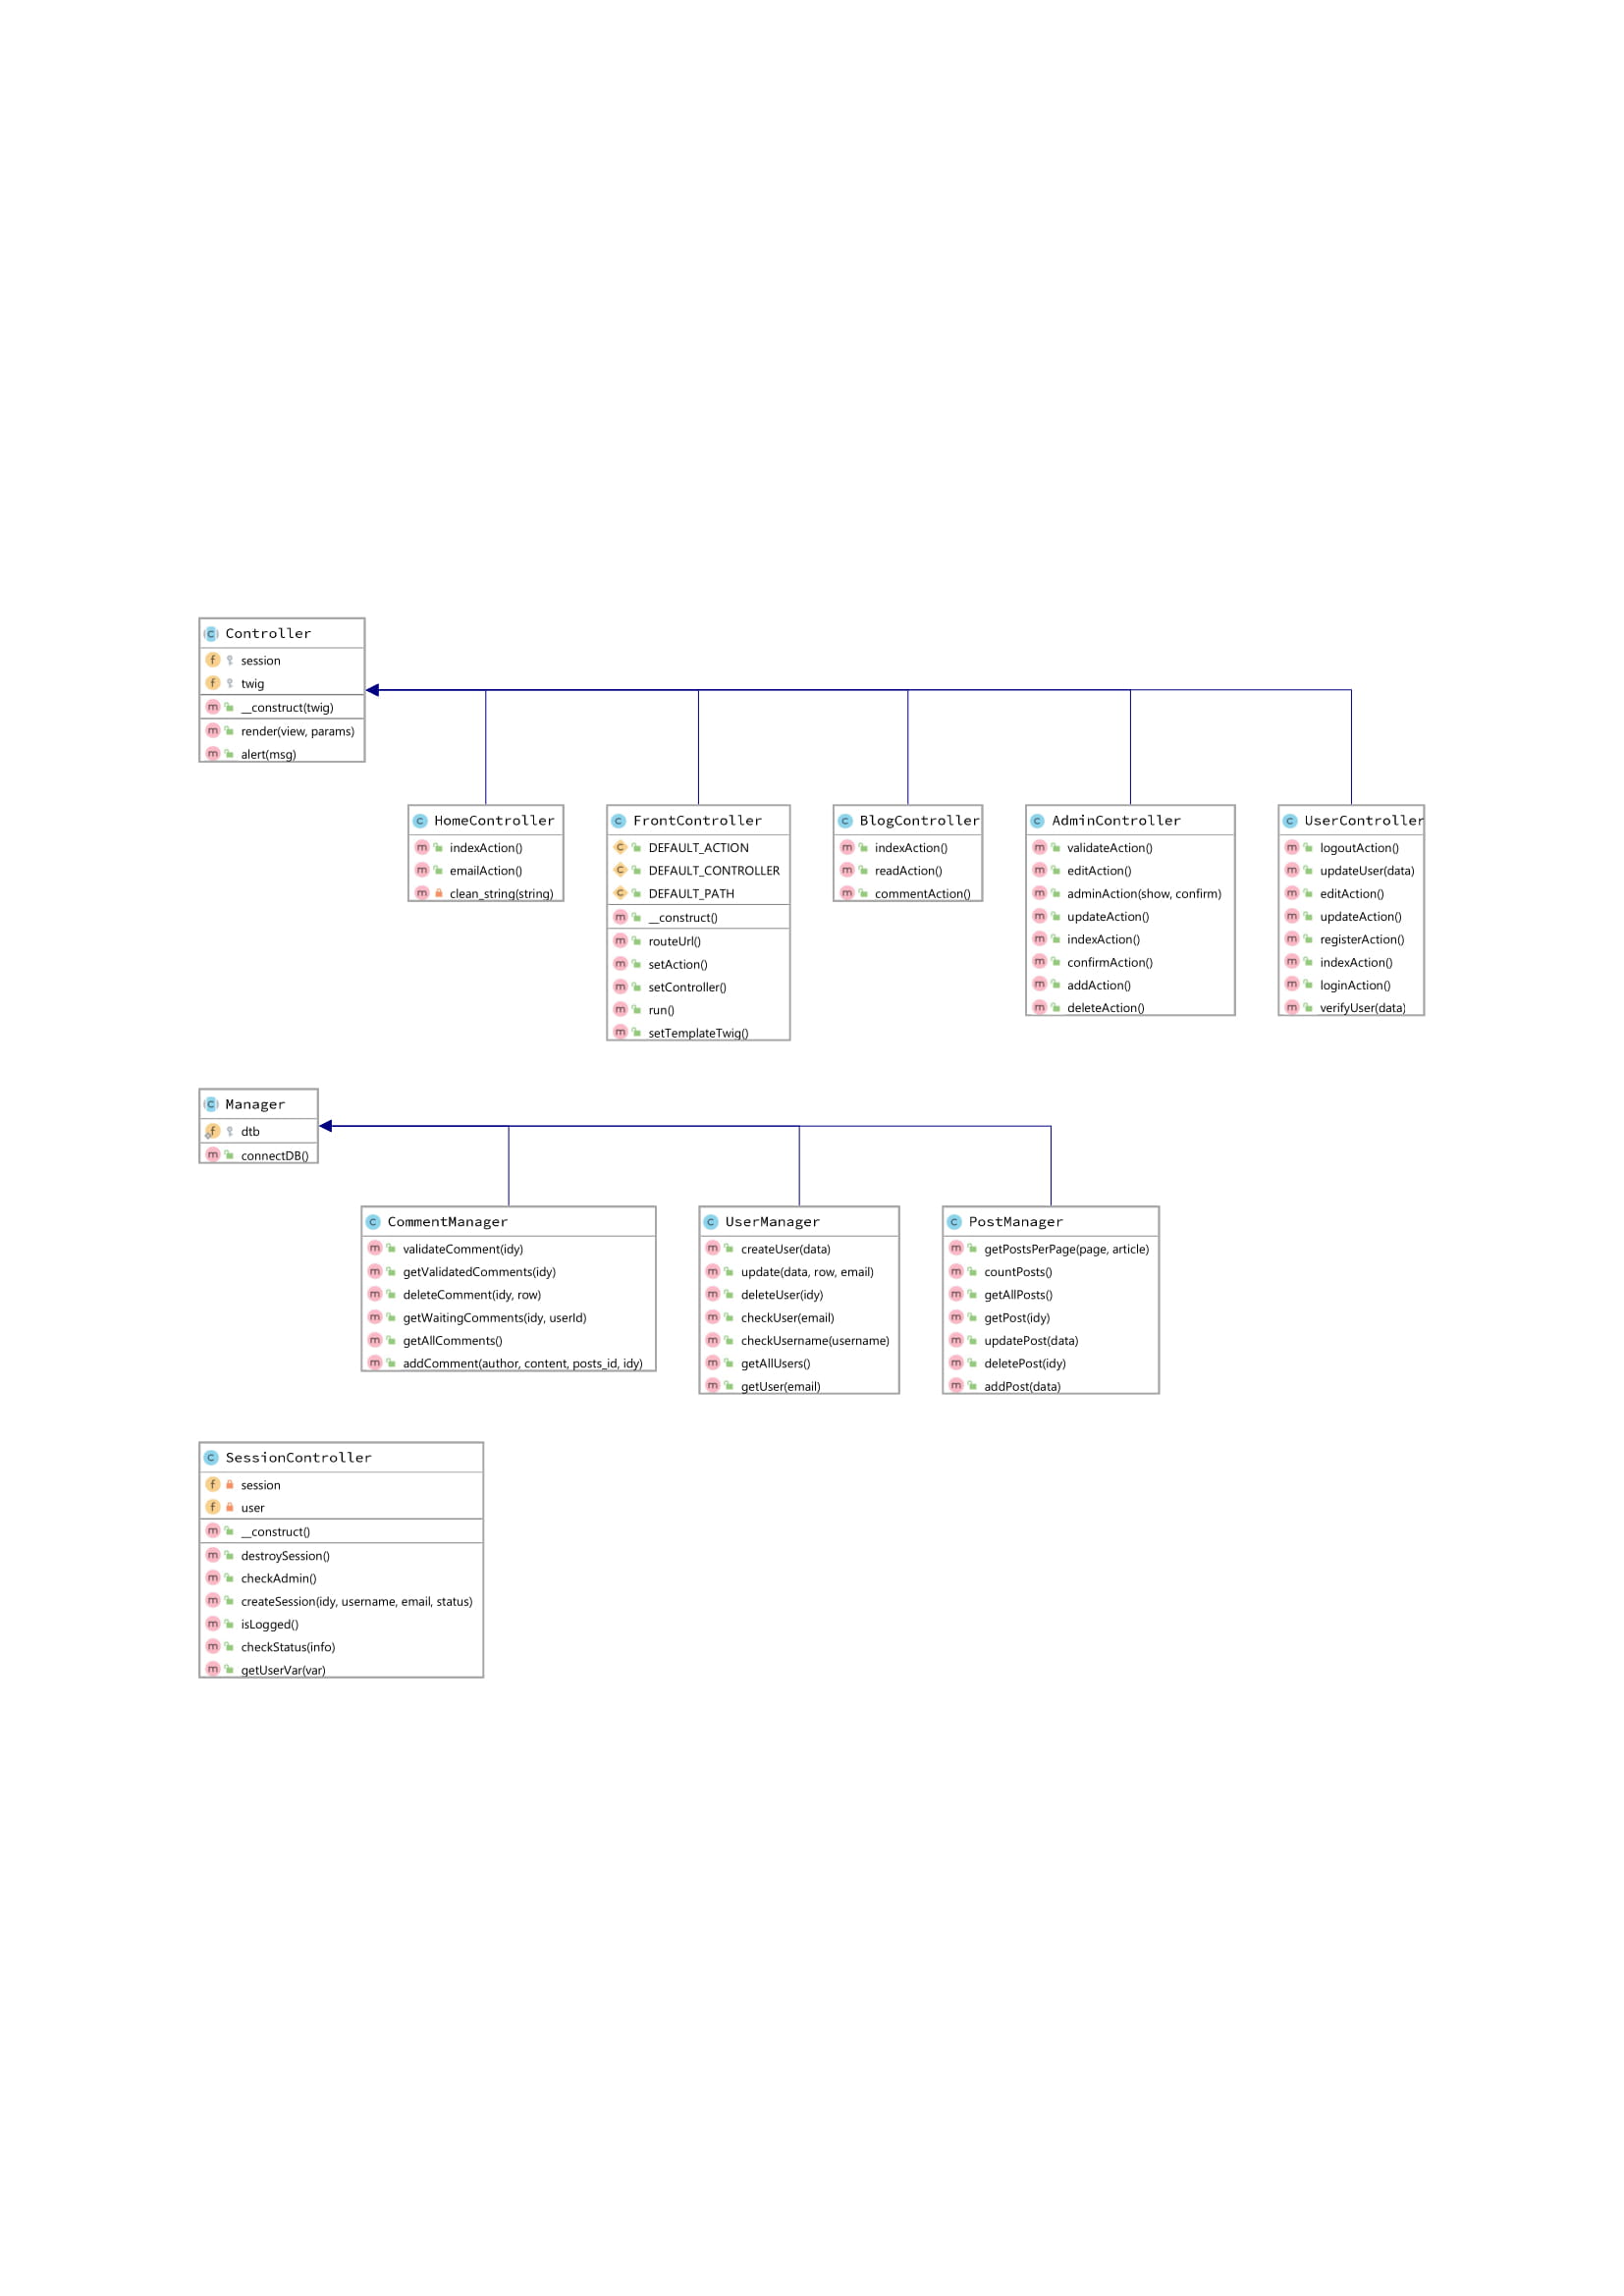 Controller
session
twig
__construct(twig)
render(view, params)
alert(msg)
HomeController
indexAction()
emailAction()
clean_string(string)
FrontController
DEFAULT_ACTION
DEFAULT_CONTROLLER
DEFAULT_PATH
__construct()
routeUrl()
setAction()
setController()
run()
setTemplateTwig()
BlogController
indexAction()
readAction()
commentAction()
AdminController
validateAction()
editAction()
adminAction(show, confirm)
updateAction()
indexAction()
confirmAction()
addAction()
deleteAction()
UserController
logoutAction()
updateUser(data)
editAction()
updateAction()
registerAction()
indexAction()
loginAction()
verifyUser(data)
Manager
dtb
connectDB()
CommentManager
validateComment(idy)
getValidatedComments(idy)
deleteComment(idy, row)
getWaitingComments(idy, userId)
getAllComments()
addComment(author, content, posts_id, idy)
UserManager
createUser(data)
update(data, row, email)
deleteUser(idy)
checkUser(email)
checkUsername(username)
getAllUsers()
getUser(email)
PostManager
getPostsPerPage(page, article)
countPosts()
getAllPosts()
getPost(idy)
updatePost(data)
deletePost(idy)
addPost(data)
SessionController
session
user
__construct()
destroySession()
checkAdmin()
createSession(idy, username, email, status)
isLogged()
checkStatus(info)
getUserVar(var)